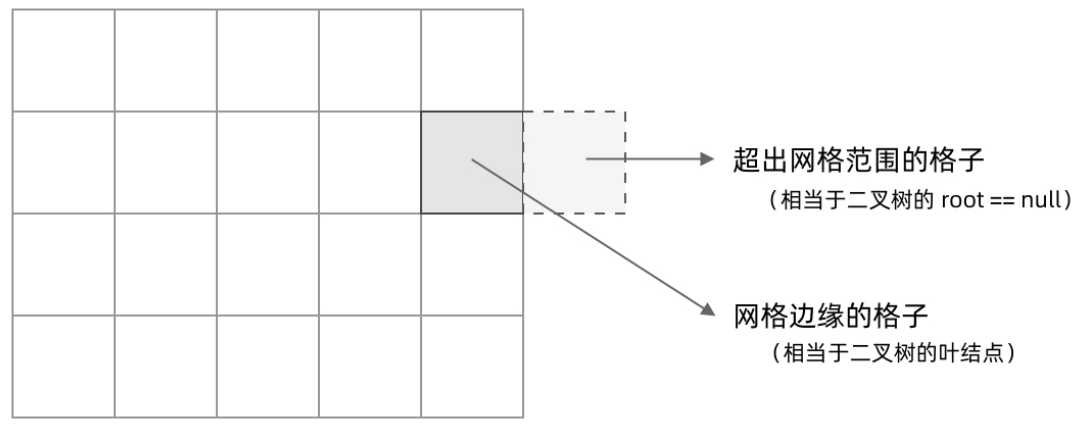 超出网格范围的格子
（相当于二叉树的 root == null）
网格边缘的格子
（相当于二叉树的叶结点）